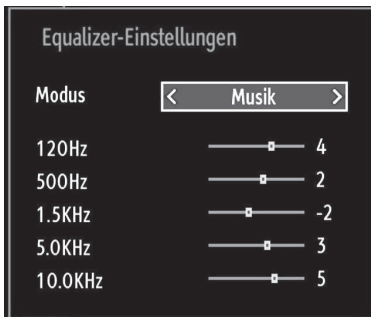 Equalizer-Einstellungen
Modus < Musik >
120Hz 4
500Hz 2
1.5KHz -2
5.0KHz 3
10.0KHz 5